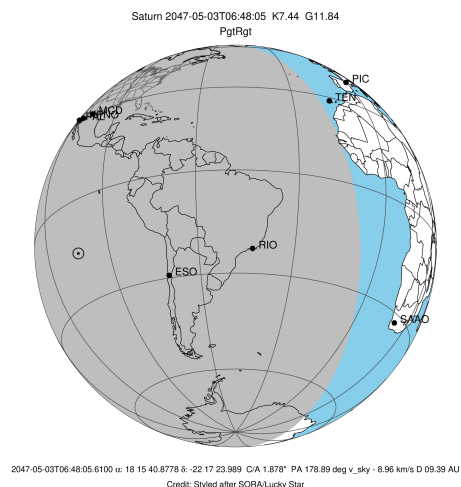 Saturn 2047-05-03T06:48:05 K7.44 G11.84
PgtRgt
PIC
TEN
MCD
RIO
ESO
SAAO
2047-05-03T06:48:05.6100 α: 18 15 40.8778 δ: -22 17 23.989 C/A 1.878" PA 178.89 deg v_sky - 8.96 km/s D 09.39 AU
Credit: Styled after SORA/Lucky Star